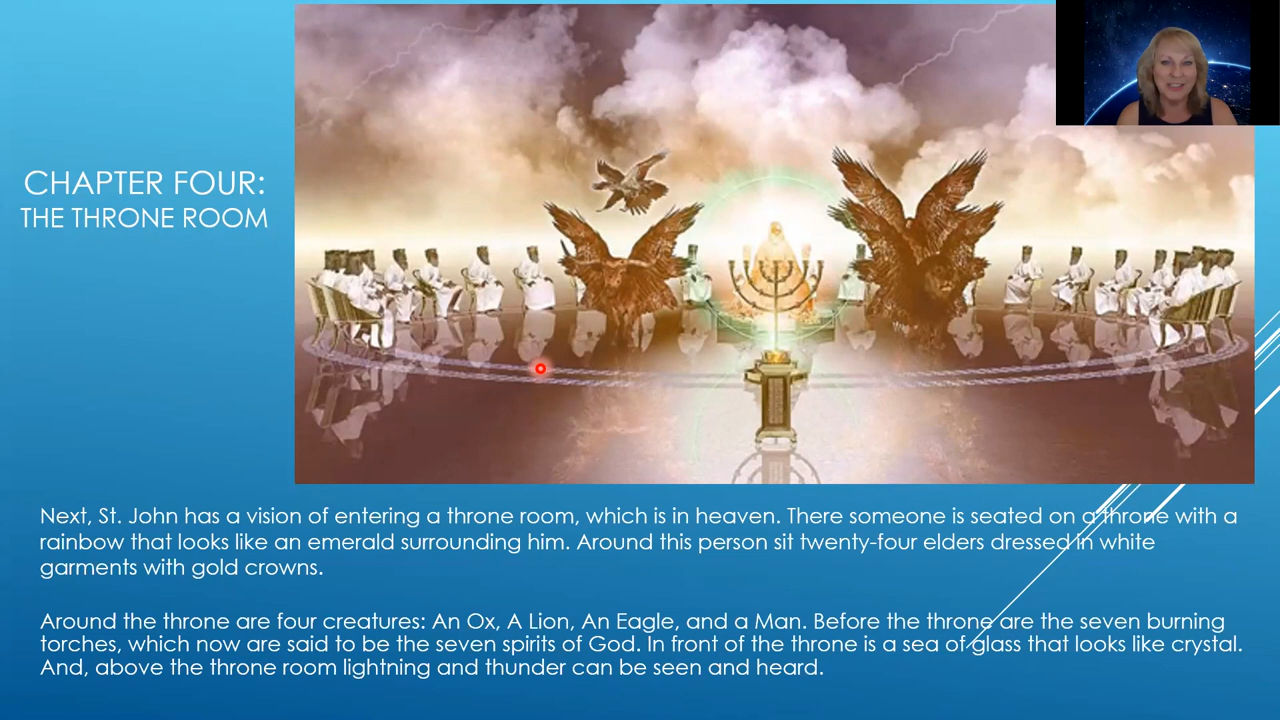 CHAPTER FOUR:
THE THRONE ROOM
Next, St. John has a vision of entering a throne room, which is in heaven. There someone is seated on a throne with a
rainbow that looks like an emerald surrounding him. Around this person sit twenty-four elders dressed in white
garments with gold crowns.
Around the throne are four creatures: An Ox, A Lion, An Eagle, and a Man. Before the throne are the seven burning
torches, which now are said to be the seven spirits of God. In front of the throne is a sea of glass that looks like crystal.
And, above the throne room lightning and thunder can be seen and heard.